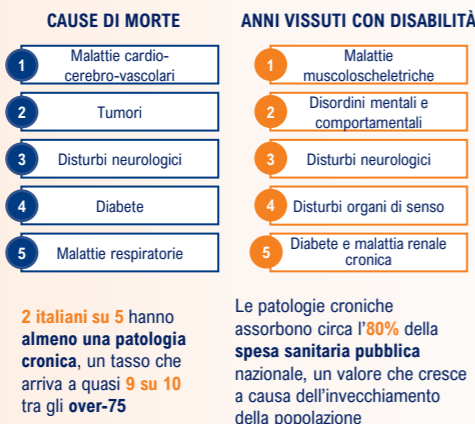 CAUSE DI MORTE
1
Malattie cardio-
cerebro-vascolari
2
Tumori
3
Disturbi neurologici
4
Diabete
5
Malattie respiratorie
2 italiani su 5 hanno
almeno una patologia
cronica, un tasso che
arriva a quasi 9 su 10
tra gli over-75
ANNI VISSUTI CON DISABILITÀ
1
Malattie
muscoloscheletriche
2
Disordini mentali e
comportamentali
3
Disturbi neurologici
4
Disturbi organi di senso
5
Diabete e malattia renale
cronica
Le patologie croniche
assorbono circa l'80% della
spesa sanitaria pubblica
nazionale, un valore che cresce
a causa dell'invecchiamento
della popolazione